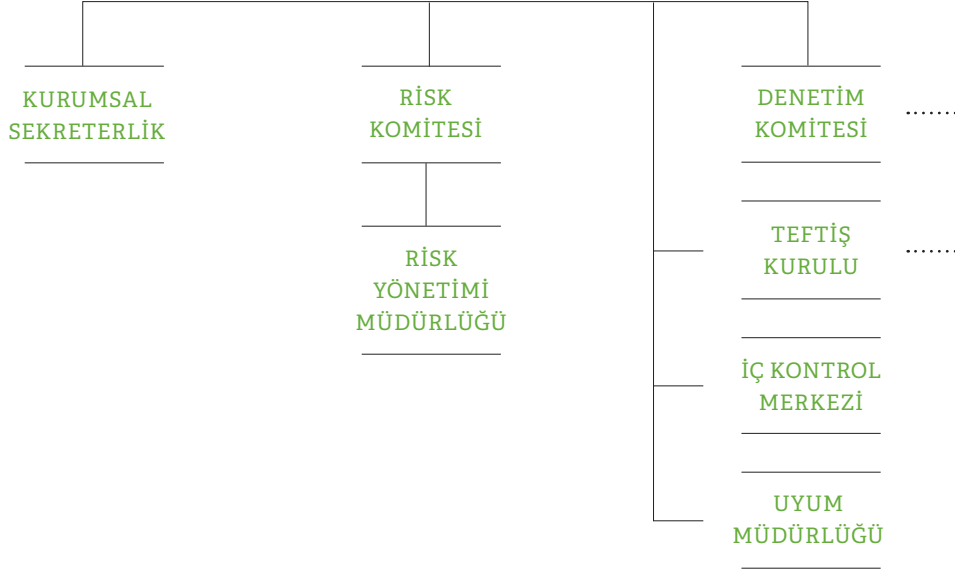 KURUMSAL
SEKRETERLİK
RİSK
KOMİTESİ
RİSK
YÖNETİMİ
MÜDÜRLÜĞÜ
DENETİM
KOMİTESİ
TEFTİŞ
KURULU
İÇ KONTROL
MERKEZİ
UYUM
MÜDÜRLÜĞÜ